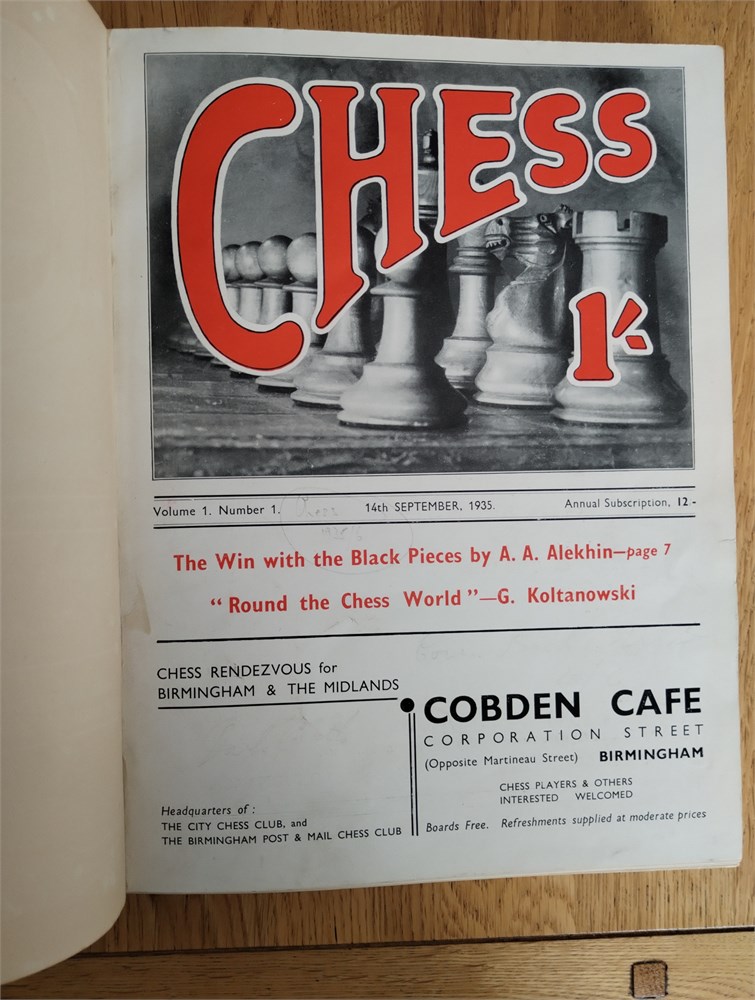 CHESS
1/-
Volume 1. Number 1. 14th SEPTEMBER, 1935. Annual Subscription, 12 -
The Win with the Black Pieces by A. A. Alekhin—page 7
“ Round the Chess World ”—G. Koltanowski
CHESS RENDEZVOUS for
BIRMINGHAM & THE MIDLANDS
COBDEN CAFE
CORPORATION STREET
(Opposite Martineau Street) BIRMINGHAM
CHESS PLAYERS & OTHERS
INTERESTED WELCOMED
Boards Free. Refreshments supplied at moderate prices
Headquarters of :
THE CITY CHESS CLUB, and
THE BIRMINGHAM POST & MAIL CHESS CLUB